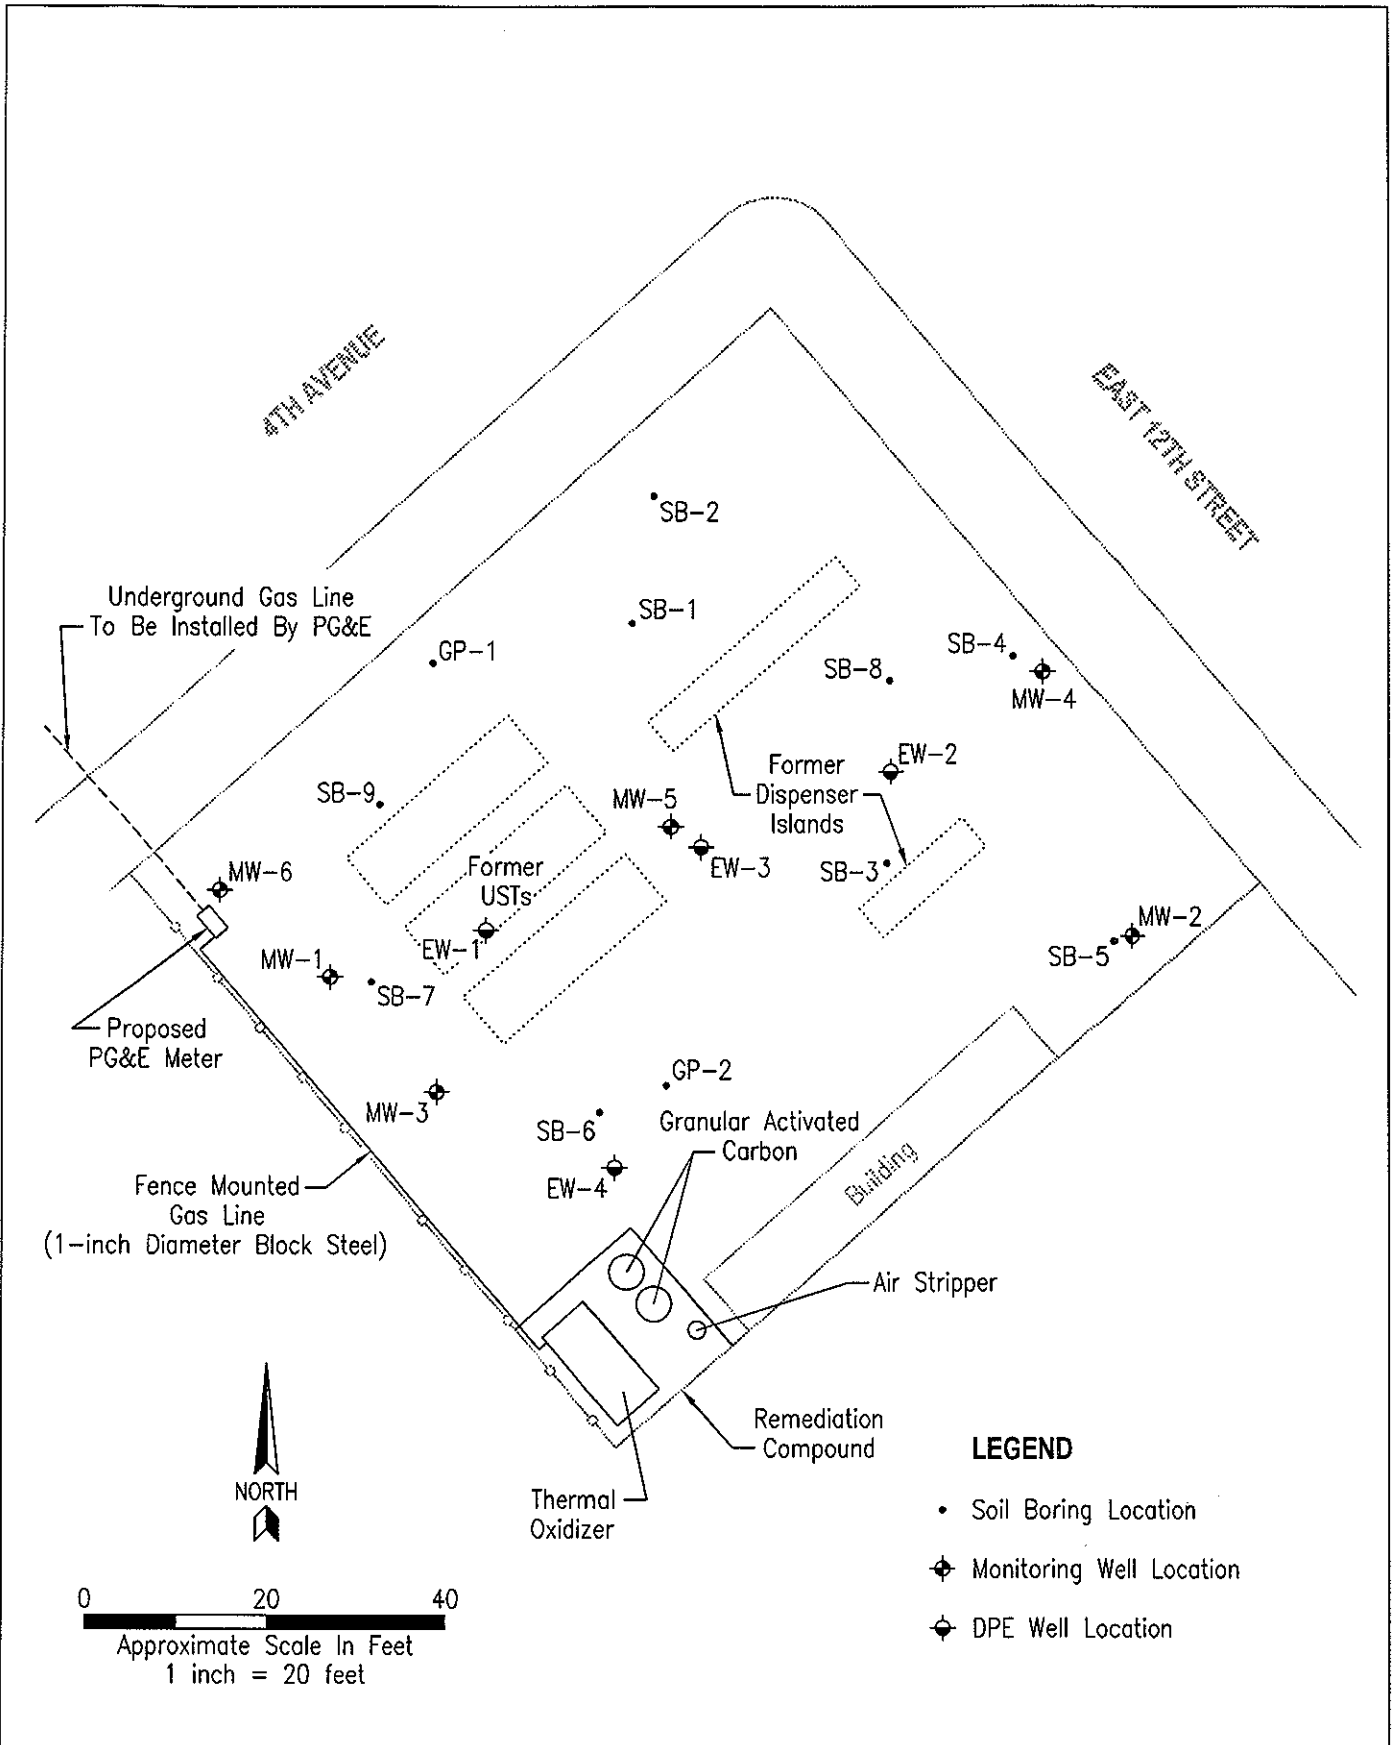 4TH AVENUE
EAST 12TH STREET
SB-2
Underground Gas Line
To Be Installed By PG&E
SB-1
GP-1
SB-4
SB-8
MW-4
EW-2
Former
Dispenser
Islands
SB-9
MW-5
EW-3
SB-3
MW-6
Former
USTs
EW-1
MW-2
SB-5
MW-1
SB-7
Proposed
PG&E Meter
GP-2
MW-3
SB-6
Granular Activated
Carbon
EW-4
Building
Fence Mounted
Gas Line
(1-inch Diameter Block Steel)
Air Stripper
Remediation
Compound
Thermal
Oxidizer
NORTH
0 20 40
Approximate Scale In Feet
1 inch = 20 feet
LEGEND
Soil Boring Location
Monitoring Well Location
DPE Well Location